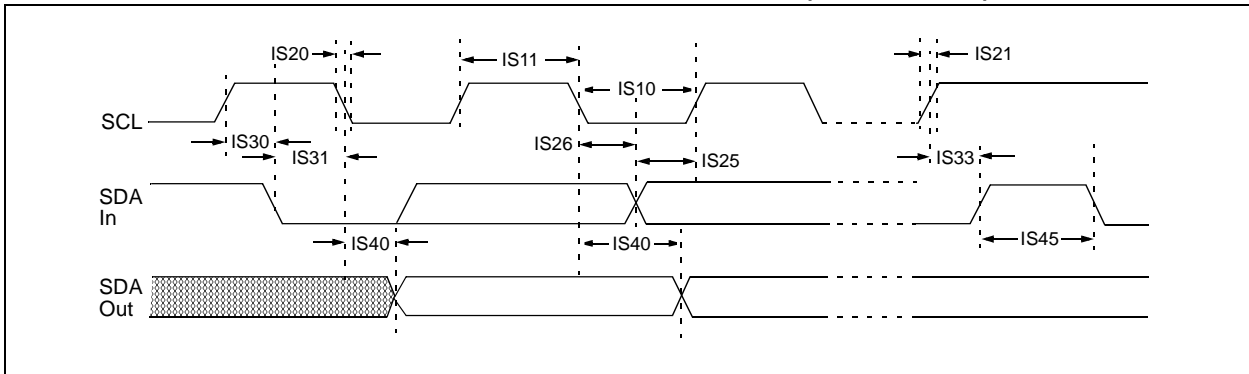 IS20
IS11
IS21
IS10
SCL
IS30
IS31
IS26
IS25
IS33
SDA
In
IS40
IS40
IS45
SDA
Out